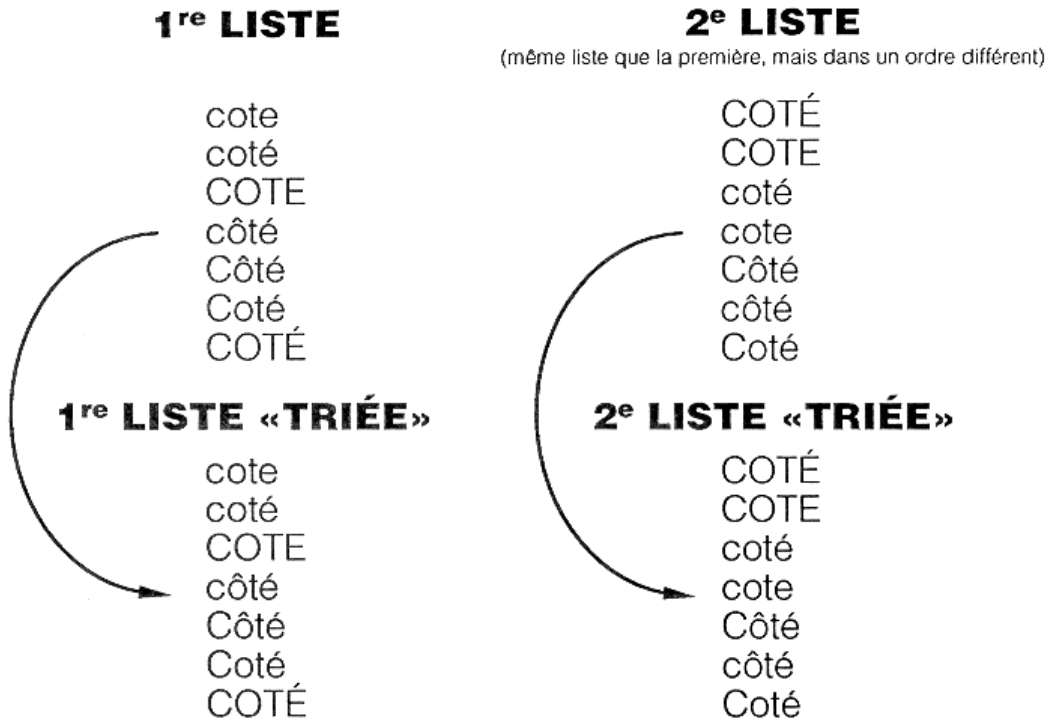 1re LISTE
cote
coté
COTE
côté
Côté
Coté
COTÉ
1re LISTE «TRIÉE»
cote
coté
COTE
côté
Côté
Coté
COTÉ
2e LISTE
(même liste que la première, mais dans un ordre différent)
COTÉ
COTE
coté
cote
Côté
côté
Coté
2e LISTE «TRIÉE»
COTÉ
COTE
coté
cote
Côté
côté
Coté